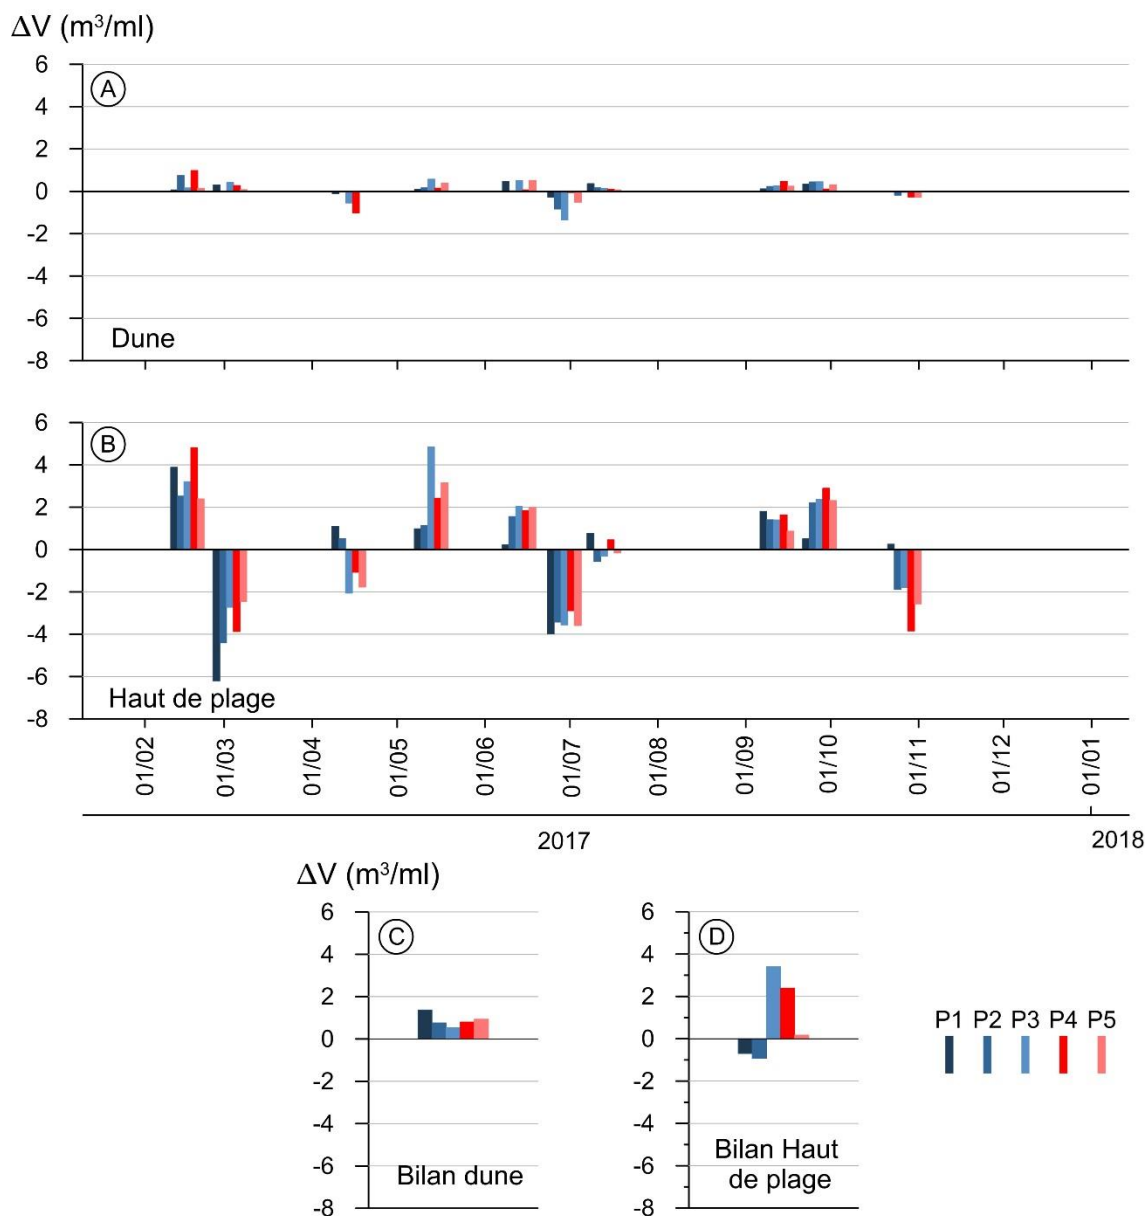 ΔV (m³/ml)
6
A
4
2
0
-2
-4
-6
Dune
-8
6
B
4
2
0
-2
-4
-6
Haut de plage
-8
01/02 01/03 01/04 01/05 01/06 01/07 01/08 01/09 01/10 01/11 01/12 01/01
2017 2018
ΔV (m³/ml)
6 6
C D
4 4
2 2
P1 P2 P3 P4 P5
0 0
-2 -2
-4 -4
-6 -6
Bilan dune
Bilan Haut
de plage
-8 -8